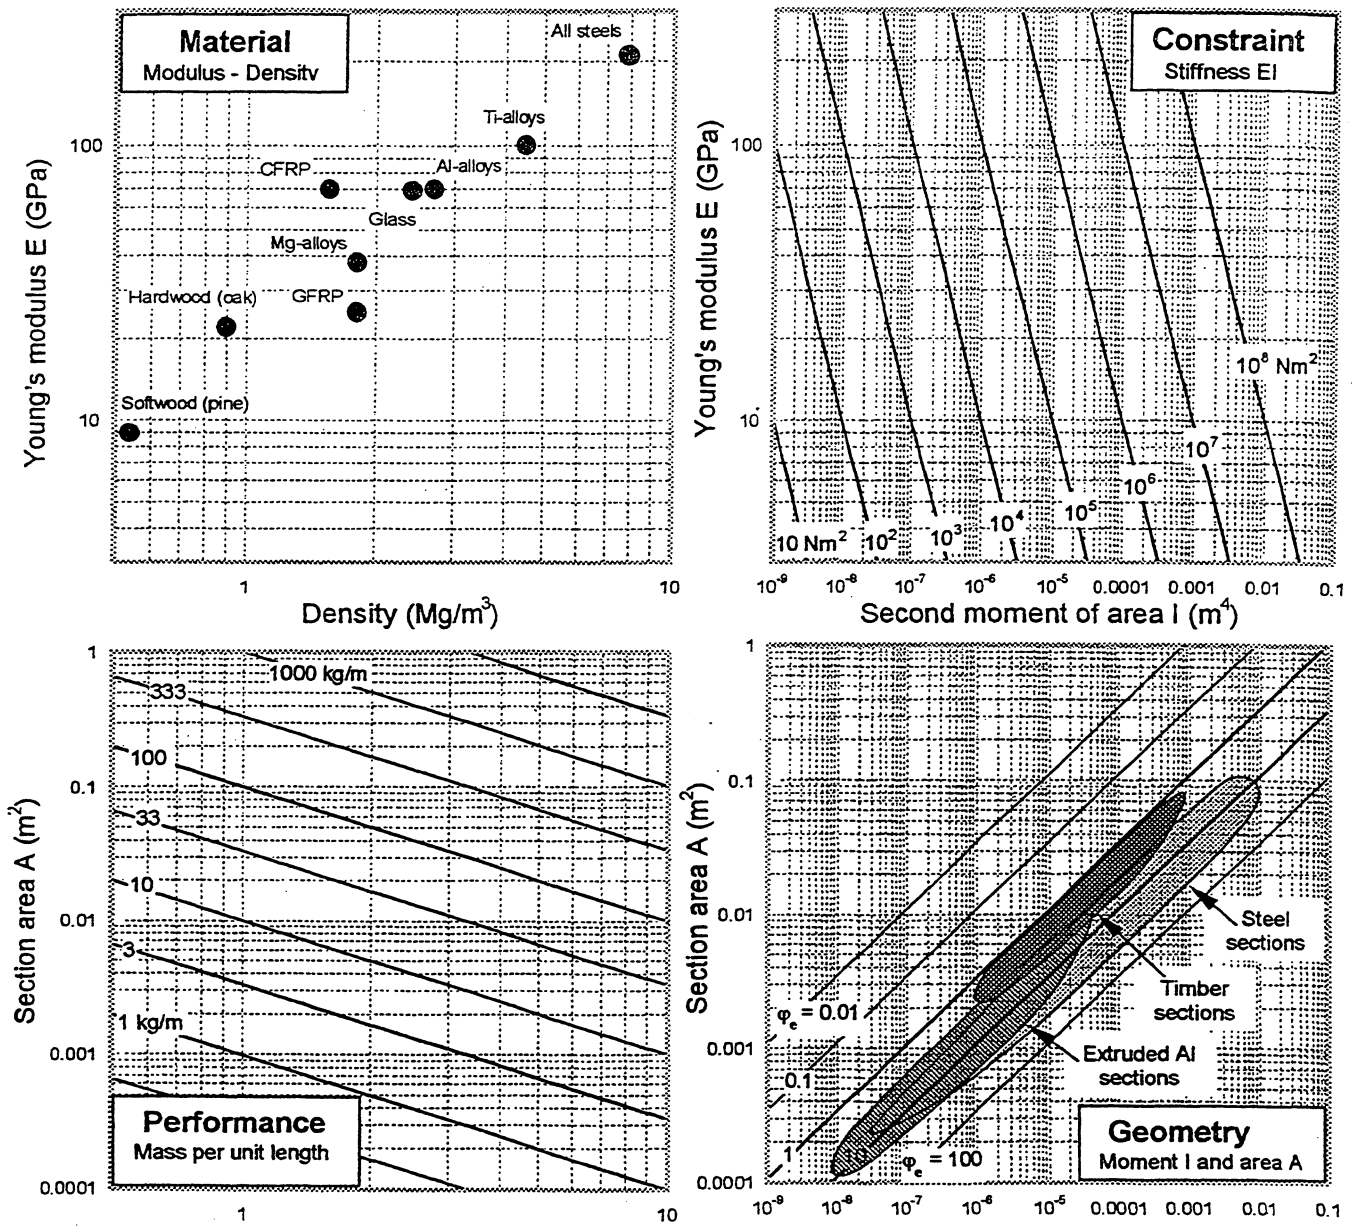 Material
Modulus - Density
All steels
Ti-alloys
CFRP
Al-alloys
Glass
Mg-alloys
GFRP
Hardwood (oak)
Softwood (pine)
100
10
Young's modulus E (GPa)
1
10
Density (Mg/m³)
Constraint
Stiffness EI
100
10
Young's modulus E (GPa)
10⁸ Nm²
10⁷
10⁶
10⁵
10⁴
10³
10²
10 Nm²
10⁻⁹
10⁻⁸
10⁻⁷
10⁻⁶
10⁻⁵
0.0001
0.001
0.01
0.1
Second moment of area I (m⁴)
1
0.1
0.01
0.001
0.0001
Section area A (m²)
1000 kg/m
333
100
33
10
3
1 kg/m
Performance
Mass per unit length
1
10
1
0.1
0.01
0.001
0.0001
Section area A (m²)
Steel
sections
Timber
sections
Extruded Al
sections
φₑ = 0.01
0.1
1
10
φₑ = 100
Geometry
Moment I and area A
10⁻⁹
10⁻⁸
10⁻⁷
10⁻⁶
10⁻⁵
0.0001
0.001
0.01
0.1